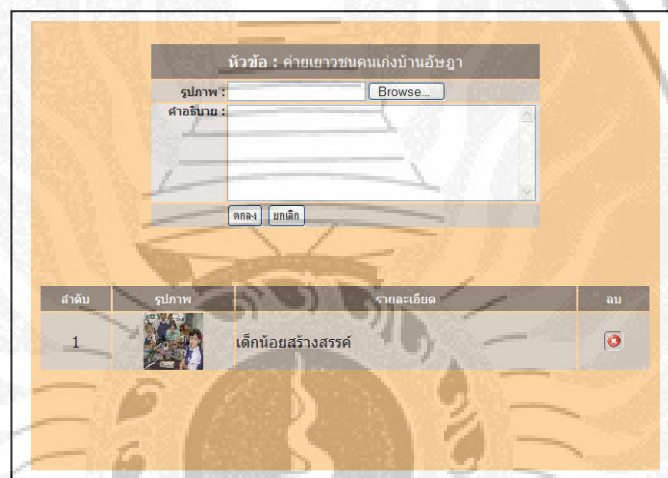 หัวข้อ : ค่ายเยาวชนคนเก่งบ้านอัษฎา
รูปภาพ : Browse...
คำอธิบาย :
ตกลง ยกเลิก
ลำดับ รูปภาพ รายละเอียด ลบ
1 เด็กน้อยสร้างสรรค์